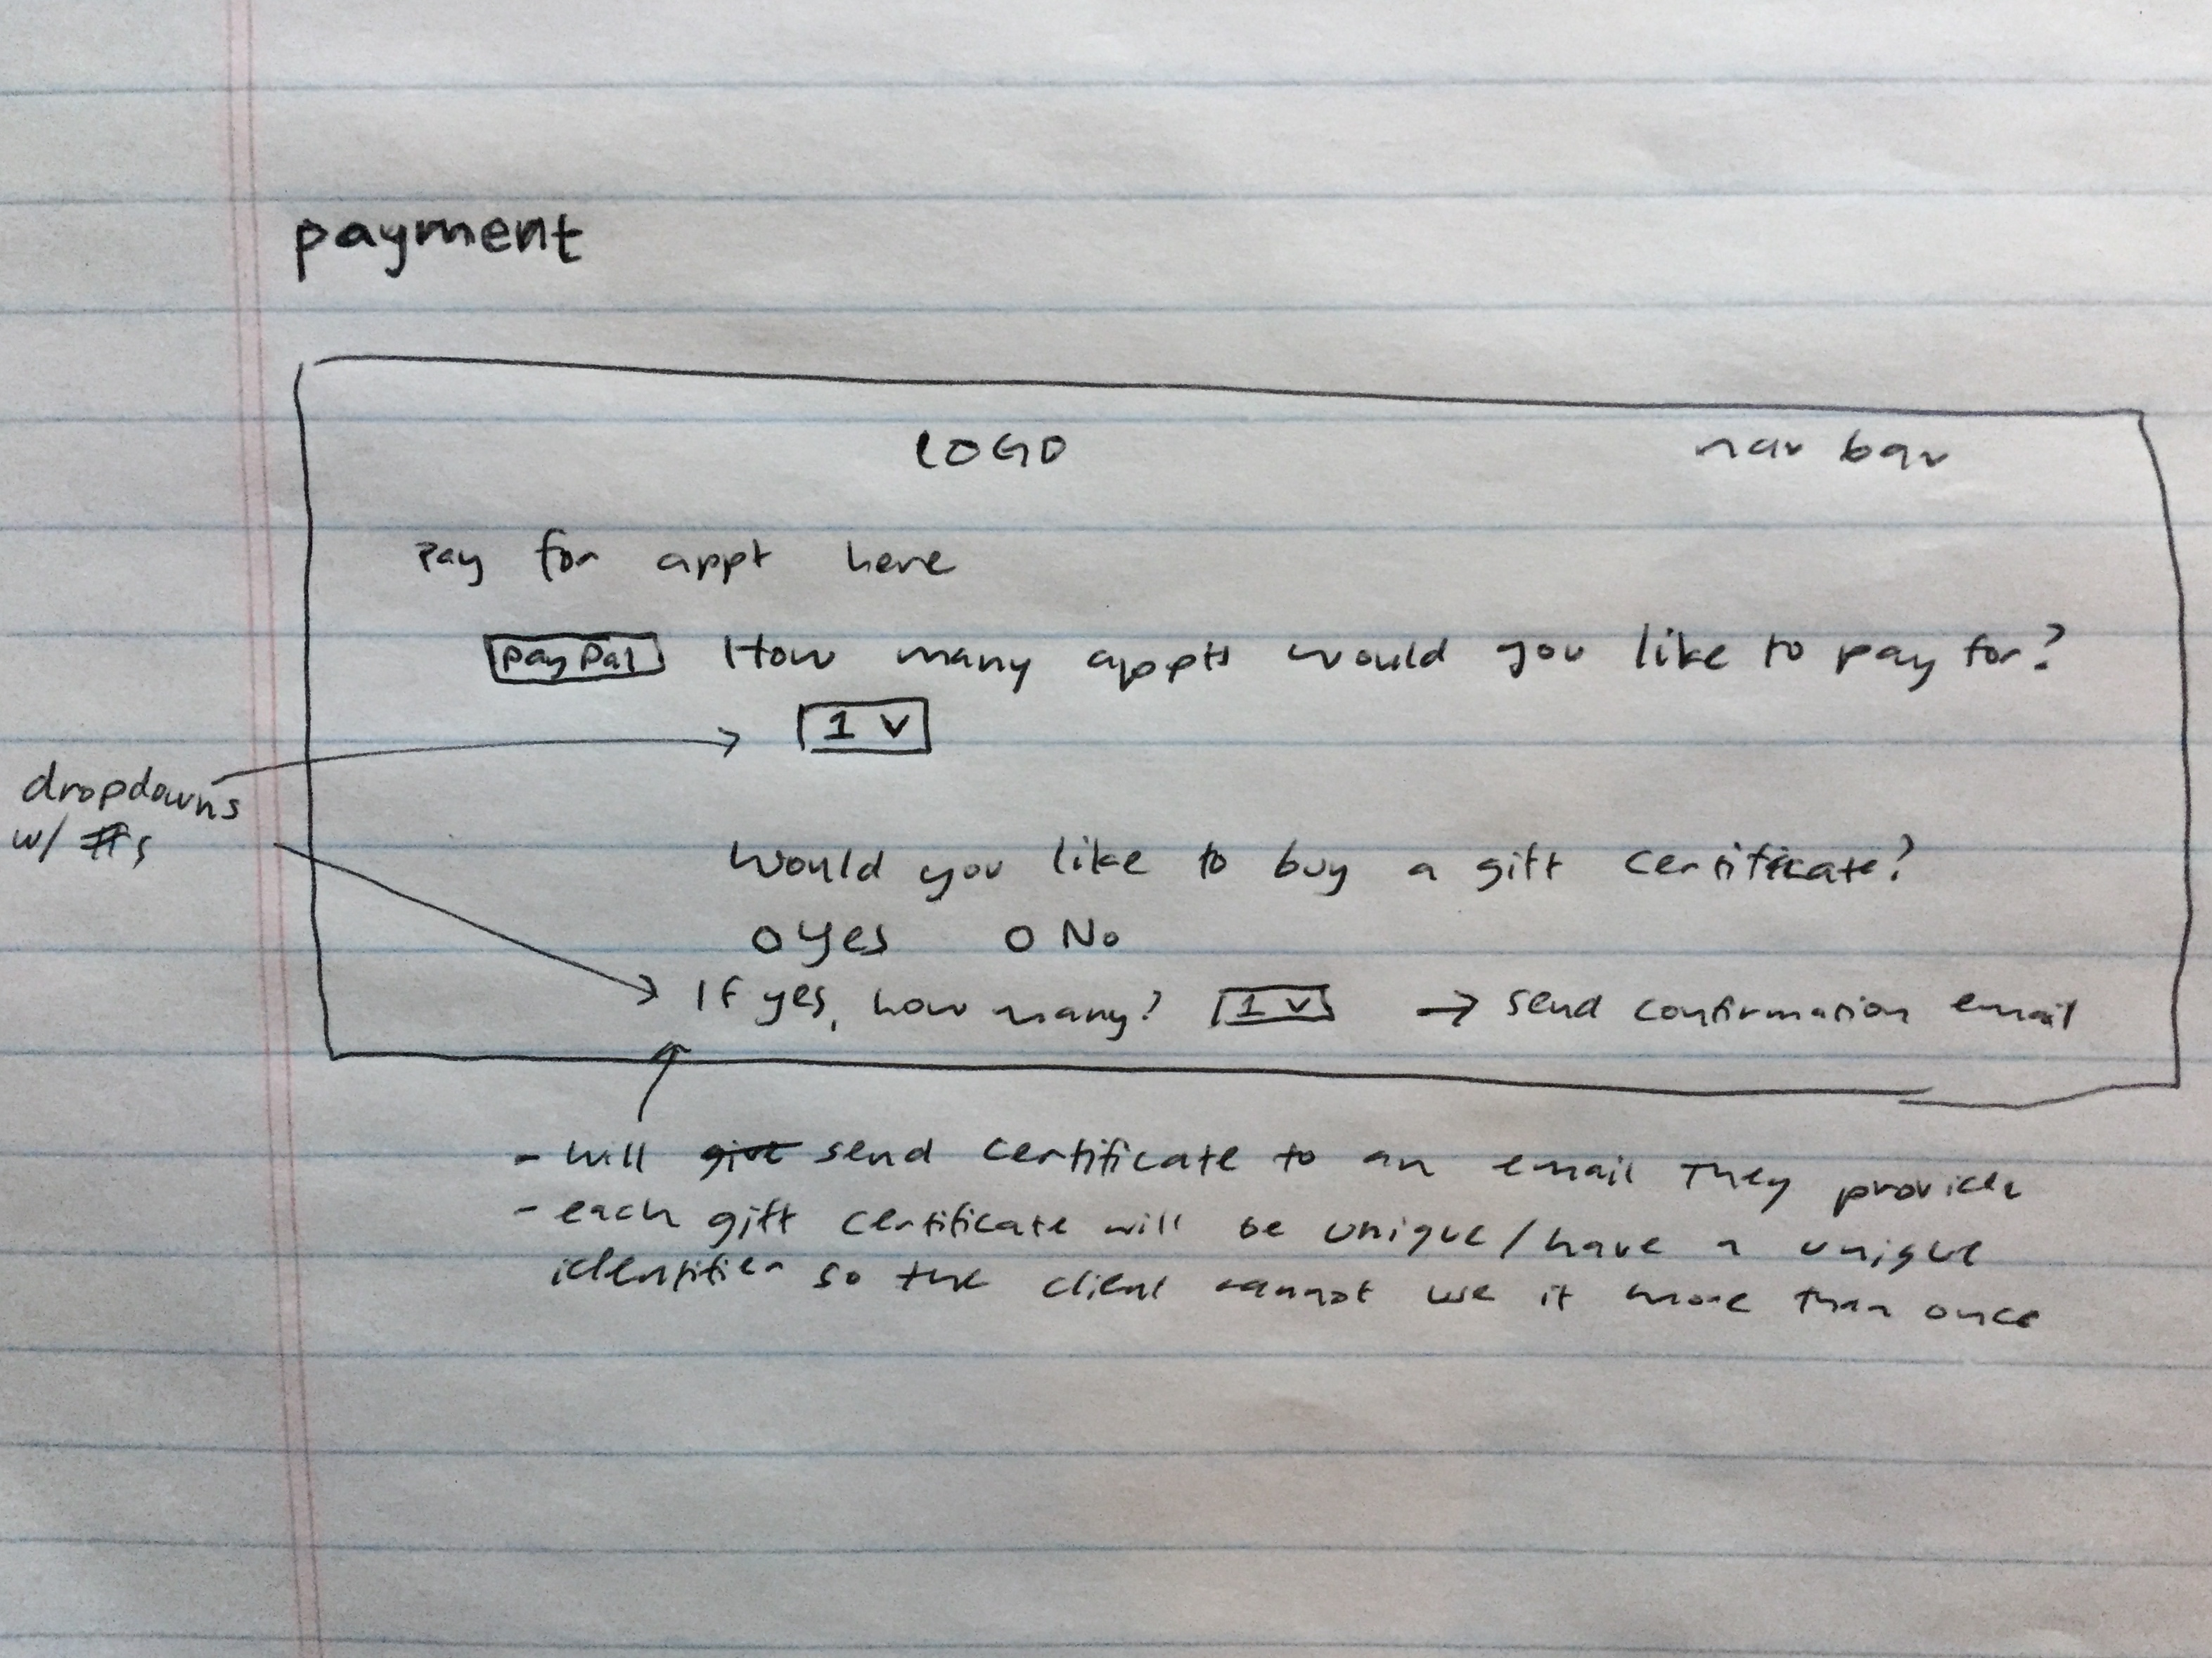 payment
LOGO nav bar
Pay for appt here
PayPal How many appts would you like to pay for?
1 v
dropdowns
w/ #s
Would you like to buy a gift certificate?
O Yes O No
If yes, how many? 1 v → send confirmation email
- will give send certificate to an email they provide
- each gift certificate will be unique/have a unique
identifier so the client cannot use it more than once